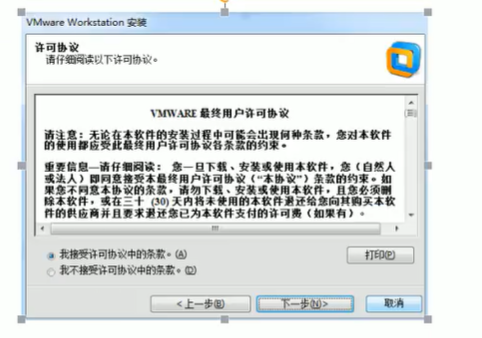 VMware Workstation 安装
许可协议
请仔细阅读以下许可协议。
VMWARE 最终用户许可协议
请注意：无论在本软件的安装过程中可能会出现何种条款，您对本软件
的使用都应受此最终用户许可协议各条款的约束。
重要信息—请仔细阅读： 您一旦下载、安装或使用本软件，您（自然人
或法人）即同意接受本最终用户许可协议（“本协议”）条款的约束。如
果您不同意本协议的条款，请勿下载、安装或使用本软件，且您必须删
除本软件，或在三十 (30) 天内将未使用的本软件退还给您向其购买本软
件的供应商并且要求退还您已为本软件支付的许可费（如果有）.
我接受许可协议中的条款。(A)
我不接受许可协议中的条款。(D)
打印(P)
<上一步(B)
下一步(N)>
取消